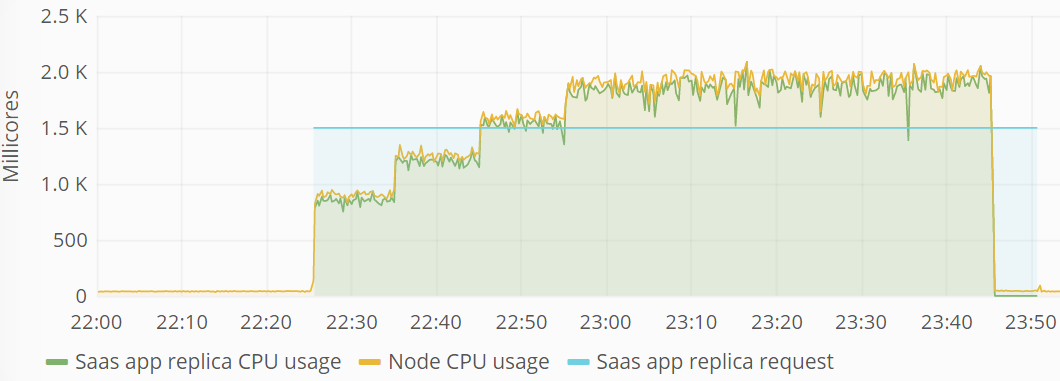 Millicores
2.5 K
2.0 K
1.5 K
1.0 K
500
0
22:00 22:10 22:20 22:30 22:40 22:50 23:00 23:10 23:20 23:30 23:40 23:50
Saas app replica CPU usage Node CPU usage Saas app replica request